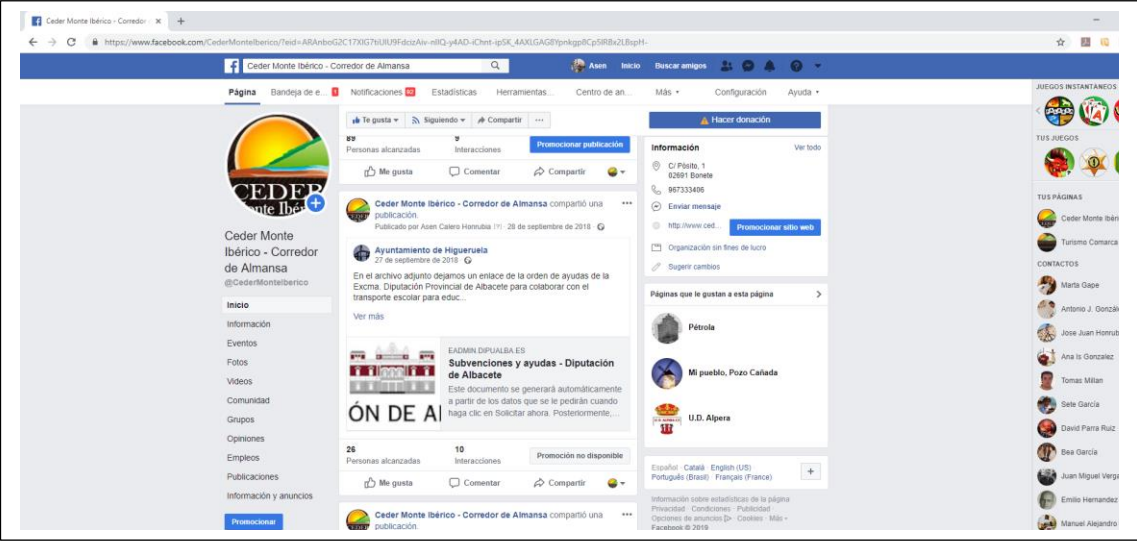 Ceder Monte Ibérico - Corredor
https://www.facebook.com/CederMonteIberico/
Ceder Monte Ibérico - Corredor de Almansa
Asen Inicio Buscar amigos
Página Bandeja de e... Notificaciones Estadísticas Herramientas... Centro de an... Más Configuración Ayuda
CEDER
Monte Ibér
Ceder Monte
Ibérico - Corredor
de Almansa
@CederMonteIberico
Inicio
Información
Eventos
Fotos
Videos
Comunidad
Grupos
Opiniones
Empleos
Publicaciones
Información y anuncios
Promocionar
Te gusta Siguiendo Compartir ...
89 9
Personas alcanzadas Interacciones Promocionar publicación
Me gusta Comentar Compartir
Ceder Monte Ibérico - Corredor de Almansa compartió una
publicación.
Publicado por Asen Calero Honrubia [?] · 28 de septiembre de 2018 ·
Ayuntamiento de Higueruela
27 de septiembre de 2018 ·
En el archivo adjunto dejamos un enlace de la orden de ayudas de la
Excma. Diputación Provincial de Albacete para colaborar con el
transporte escolar para educ...
Ver más
ÓN DE A
EADMIN.DIPUALBA.ES
Subvenciones y ayudas - Diputación
de Albacete
Este documento se generará automáticamente
a partir de los datos que se le pedirán cuando
haga clic en Solicitar ahora. Posteriormente,...
26 10
Personas alcanzadas Interacciones Promoción no disponible
Me gusta Comentar Compartir
Ceder Monte Ibérico - Corredor de Almansa compartió una
publicación.
Hacer donación
Información Ver todo
C/ Pósito, 1
02691 Bonete
967333406
Enviar mensaje
http://www.ced... Promocionar sitio web
Organización sin fines de lucro
Sugerir cambios
Páginas que le gustan a esta página
Pétrola
Mi pueblo, Pozo Cañada
U.D. Alpera
Español · Català · English (US)
Português (Brasil) · Français (France)
Información sobre estadísticas de la página
Privacidad · Condiciones · Publicidad
Opciones de anuncios · Cookies · Más
Facebook © 2019
JUEGOS INSTANTÁNEOS
TUS JUEGOS
TUS PÁGINAS
Ceder Monte Ibéri
Turismo Comarca
CONTACTOS
Marta Gape
Antonio J. Gonzál
Jose Juan Honrub
Ana Is Gonzalez
Tomas Millan
Sete García
David Parra Ruiz
Bea García
Juan Miguel Verga
Emilio Hernandez
Manuel Alejandro